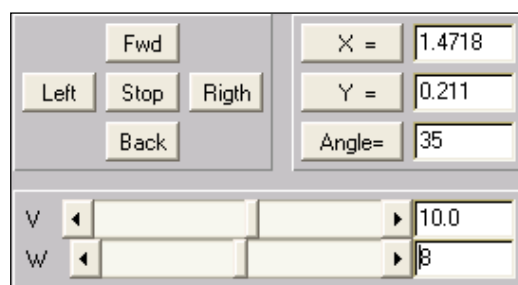 Fwd
Left Stop Rigth
Back
X = 1.4718
Y = 0.211
Angle= 35
V 10.0
W 8